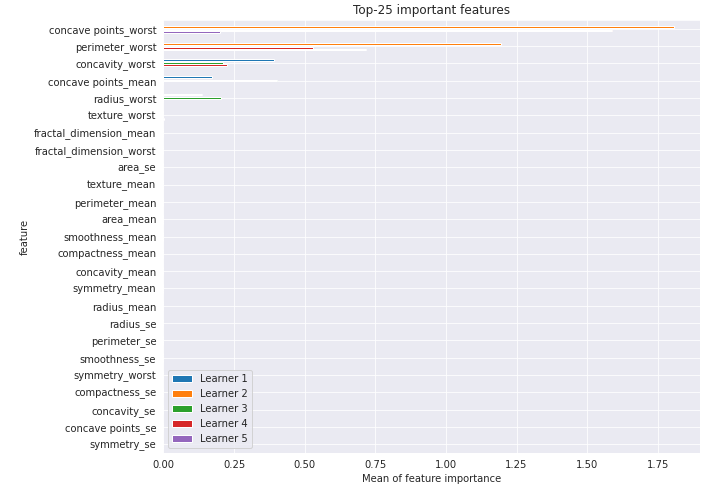 Top-25 important features
concave points_worst
perimeter_worst
concavity_worst
concave points_mean
radius_worst
texture_worst
fractal_dimension_mean
fractal_dimension_worst
area_se
texture_mean
perimeter_mean
area_mean
smoothness_mean
compactness_mean
concavity_mean
symmetry_mean
radius_mean
radius_se
perimeter_se
smoothness_se
symmetry_worst
compactness_se
concavity_se
concave points_se
symmetry_se
feature
Learner 1
Learner 2
Learner 3
Learner 4
Learner 5
0.00 0.25 0.50 0.75 1.00 1.25 1.50 1.75
Mean of feature importance